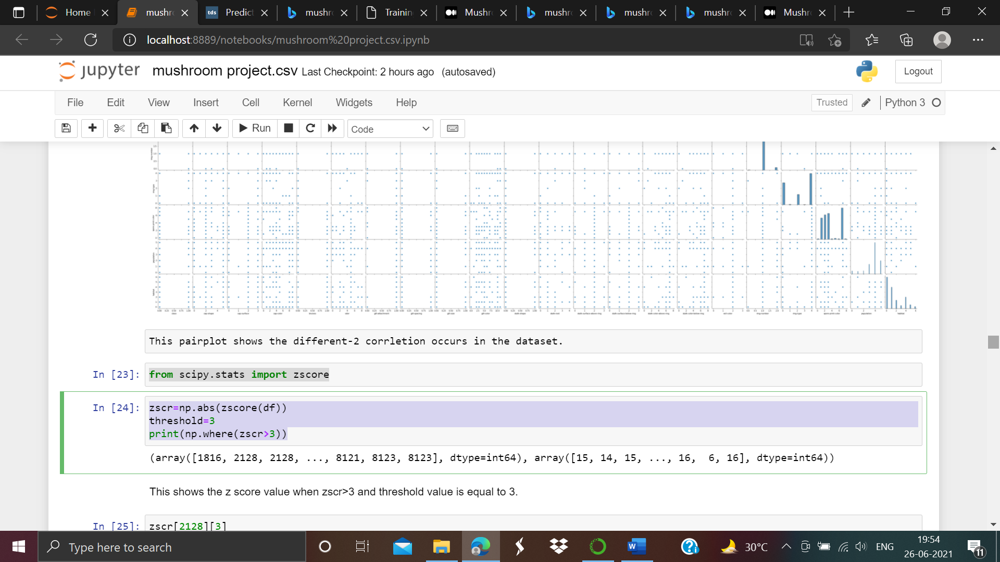 Home
mushr
tds Predict
mushr
Trainin
Mushr
mushr
mushr
mushr
Mushr
localhost:8889/notebooks/mushroom%20project.csv.ipynb
jupyter mushroom project.csv Last Checkpoint: 2 hours ago (autosaved)
Logout
File Edit View Insert Cell Kernel Widgets Help
Trusted Python 3
Run
Code
This pairplot shows the different-2 corrletion occurs in the dataset.
In [23]: from scipy.stats import zscore
In [24]: zscr=np.abs(zscore(df))
threshold=3
print(np.where(zscr>3))
(array([1816, 2128, 2128, ..., 8121, 8123, 8123], dtype=int64), array([15, 14, 15, ..., 16,  6, 16], dtype=int64))
This shows the z score value when zscr>3 and threshold value is equal to 3.
In [25]: zscr[2128][3]
Type here to search
W
30°C
ENG
19:54
26-06-2021
11